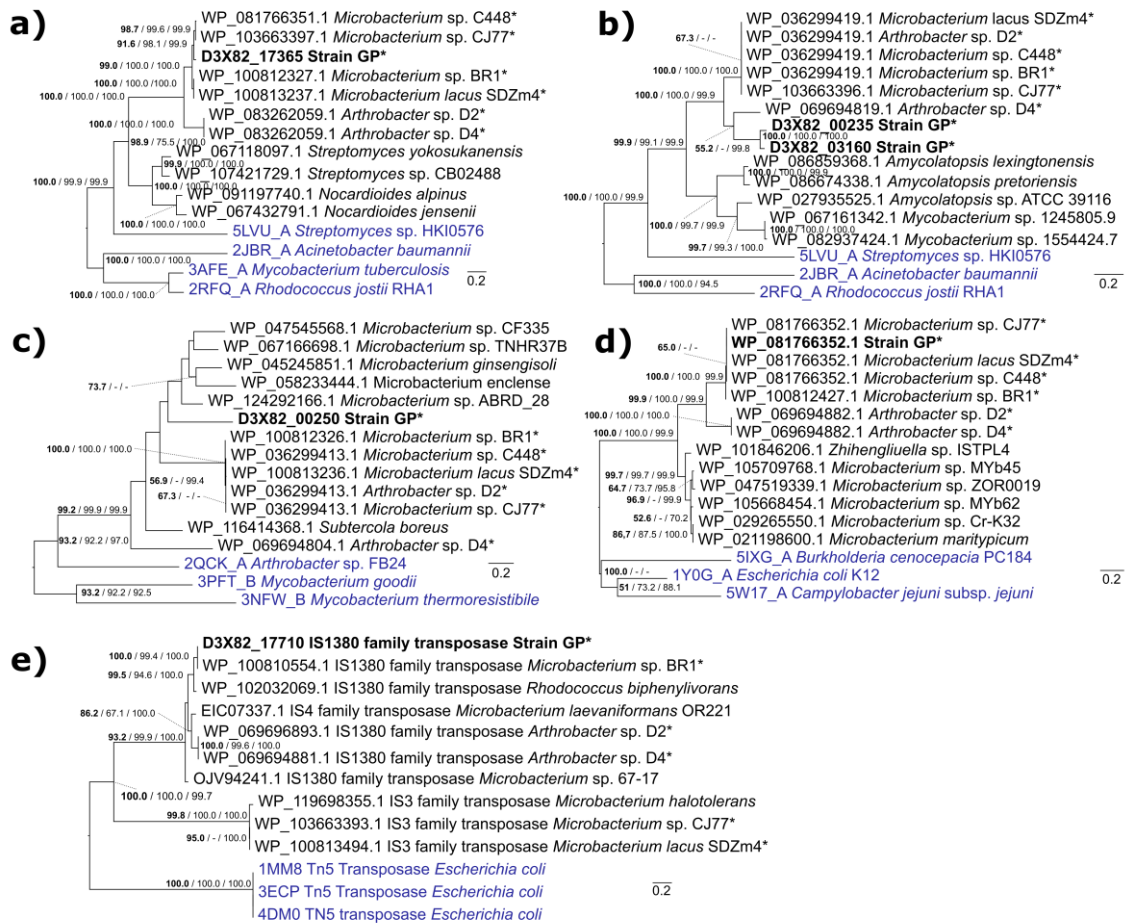 a)
WP_081766351.1 Microbacterium sp. C448*
98.7 / 99.6 / 99.9
WP_103663397.1 Microbacterium sp. CJ77*
91.6 / 98.1 / 99.9
D3X82_17365 Strain GP*
99.0 / 100.0 / 100.0
WP_100812327.1 Microbacterium sp. BR1*
100.0 / 100.0 / 100.0
WP_100813237.1 Microbacterium lacus SDZm4*
100.0 / 100.0 / 100.0
WP_083262059.1 Arthrobacter sp. D2*
100.0 / 100.0 / 100.0
WP_083262059.1 Arthrobacter sp. D4*
98.9 / 75.5 / 100.0
WP_067118097.1 Streptomyces yokosukanensis
99.9 / 100.0 / 100.0
WP_107421729.1 Streptomyces sp. CB02488
100.0 / 99.9 / 99.9
WP_091197740.1 Nocardioides alpinus
WP_067432791.1 Nocardioides jensenii
100.0 / 100.0 / 100.0
5LVU_A Streptomyces sp. HKI0576
2JBR_A Acinetobacter baumannii
100.0 / 100.0 / 100.0
3AFE_A Mycobacterium tuberculosis
100.0 / 100.0 / 100.0
2RFQ_A Rhodococcus jostii RHA1
0.2
b)
WP_036299419.1 Microbacterium lacus SDZm4*
WP_036299419.1 Arthrobacter sp. D2*
67.3 / - / -
WP_036299419.1 Microbacterium sp. C448*
WP_036299419.1 Microbacterium sp. BR1*
100.0 / 100.0 / 99.9
WP_103663396.1 Microbacterium sp. CJ77*
WP_069694819.1 Arthrobacter sp. D4*
D3X82_00235 Strain GP*
100.0 / 100.0 / 100.0
99.9 / 99.1 / 99.9
D3X82_03160 Strain GP*
55.2 / - / 99.8
WP_086859368.1 Amycolatopsis lexingtonensis
WP_086674338.1 Amycolatopsis pretoriensis
WP_027935525.1 Amycolatopsis sp. ATCC 39116
WP_067161342.1 Mycobacterium sp. 1245805.9
100.0 / 100.0 / 100.0
WP_082937424.1 Mycobacterium sp. 1554424.7
100.0 / 99.7 / 99.9
99.7 / 99.3 / 100.0
5LVU_A Streptomyces sp. HKI0576
2JBR_A Acinetobacter baumannii
100.0 / 100.0 / 94.5
2RFQ_A Rhodococcus jostii RHA1
0.2
c)
WP_047545568.1 Microbacterium sp. CF335
WP_067166698.1 Microbacterium sp. TNHR37B
WP_045245851.1 Microbacterium ginsengisoli
73.7 / - / -
WP_058233444.1 Microbacterium enclense
WP_124292166.1 Microbacterium sp. ABRD_28
D3X82_00250 Strain GP*
WP_100812326.1 Microbacterium sp. BR1*
100.0 / 100.0 / 100.0
WP_036299413.1 Microbacterium sp. C448*
WP_100813236.1 Microbacterium lacus SDZm4*
56.9 / - / 99.4
WP_036299413.1 Arthrobacter sp. D2*
67.3 / - / -
WP_036299413.1 Microbacterium sp. CJ77*
99.2 / 99.9 / 99.9
WP_116414368.1 Subtercola boreus
93.2 / 92.2 / 97.0
WP_069694804.1 Arthrobacter sp. D4*
2QCK_A Arthrobacter sp. FB24
3PFT_B Mycobacterium goodii
93.2 / 92.2 / 92.5
3NFW_B Mycobacterium thermoresistibile
0.2
d)
WP_081766352.1 Microbacterium sp. CJ77*
WP_081766352.1 Strain GP*
65.0 / - / -
WP_081766352.1 Microbacterium lacus SDZm4*
100.0 / 100.0 99.9
WP_081766352.1 Microbacterium sp. C448*
WP_100812427.1 Microbacterium sp. BR1*
99.9 / 100.0 / 99.9
WP_069694882.1 Arthrobacter sp. D2*
100.0 / 100.0 / 100.0
WP_069694882.1 Arthrobacter sp. D4*
100.0 / 100.0 / 99.9
WP_101846206.1 Zhihengliuella sp. ISTPL4
WP_105709768.1 Microbacterium sp. MYb45
99.7 / 99.7 / 99.9
WP_047519339.1 Microbacterium sp. ZOR0019
64.7 / 73.7 / 95.8
96.9 / - / 99.9
WP_105668454.1 Microbacterium sp. MYb62
52.6 / - / 70.2
WP_029265550.1 Microbacterium sp. Cr-K32
86,7 / 87.5 / 100.0
WP_021198600.1 Microbacterium maritypicum
5IXG_A Burkholderia cenocepacia PC184
100.0 / - / -
1Y0G_A Escherichia coli K12
51 / 73.2 / 88.1
5W17_A Campylobacter jejuni subsp. jejuni
0.2
e)
D3X82_17710 IS1380 family transposase Strain GP*
100.0 / 99.4 / 100.0
WP_100810554.1 IS1380 family transposase Microbacterium sp. BR1*
99.5 / 94.6 / 100.0
WP_102032069.1 IS1380 family transposase Rhodococcus biphenylivorans
EIC07337.1 IS4 family transposase Microbacterium laevaniformans OR221
86.2 / 67.1 / 100.0
WP_069696893.1 IS1380 family transposase Arthrobacter sp. D2*
93.2 / 99.9 / 100.0
100.0 / 99.6 / 100.0
WP_069694881.1 IS1380 family transposase Arthrobacter sp. D4*
OJV94241.1 IS1380 family transposase Microbacterium sp. 67-17
100.0 / 100.0 / 99.7
WP_119698355.1 IS3 family transposase Microbacterium halotolerans
99.8 / 100.0 / 100.0
WP_103663393.1 IS3 family transposase Microbacterium sp. CJ77*
95.0 / - / 100.0
WP_100813494.1 IS3 family transposase Microbacterium lacus SDZm4*
1MM8 Tn5 Transposase Escherichia coli
100.0 / 100.0 / 100.0
3ECP Tn5 Transposase Escherichia coli
4DM0 TN5 transposase Escherichia coli
0.2